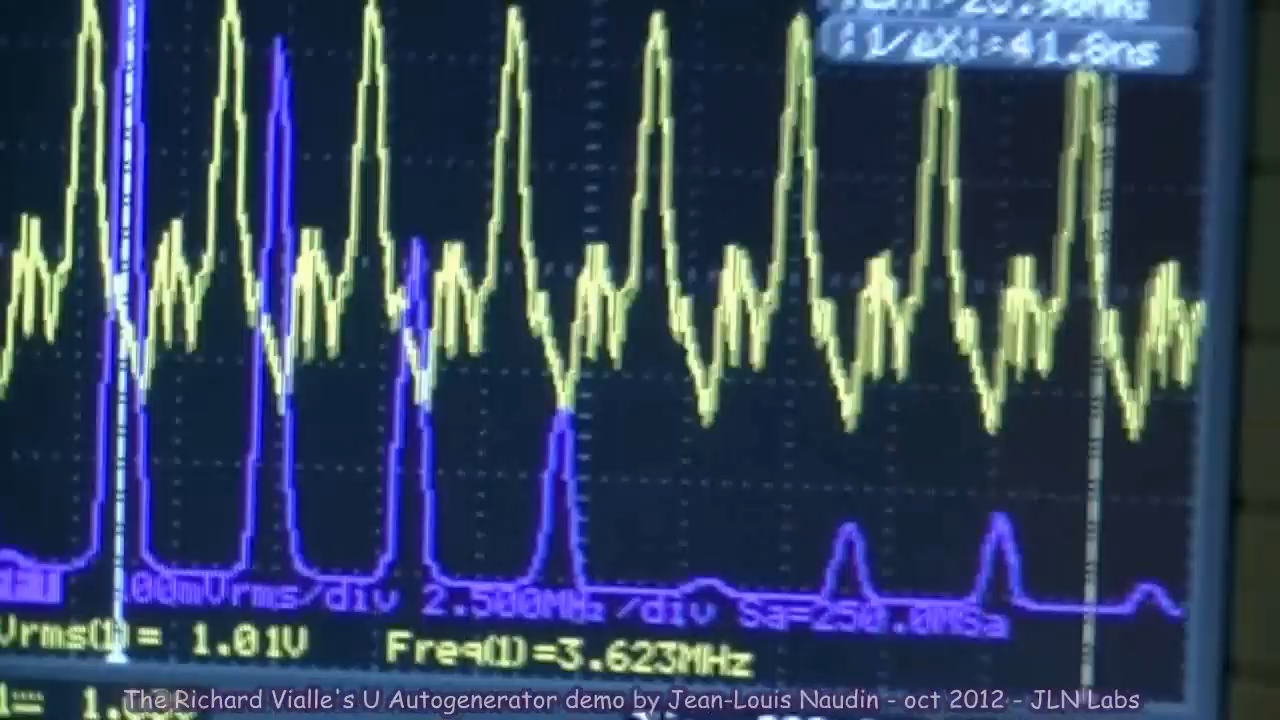 |1/ΔX|=41.8ns
00mVrms/div 2.500MHz/div Sa=250.0MSa
Vrms(1)= 1.01V Freq(1)=3.623MHz
The Richard Vialle's U Autogenerator demo by Jean-Louis Naudin - oct 2012 - JLN Labs